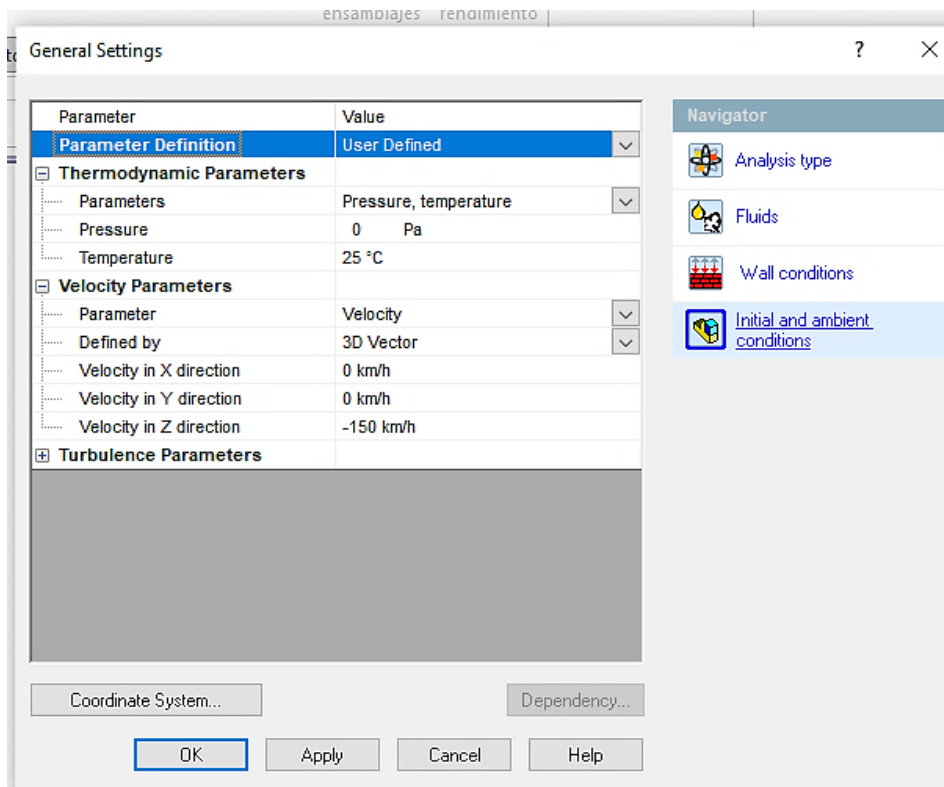 ensamblajes rendimiento
General Settings
Parameter Value
Parameter Definition User Defined
Thermodynamic Parameters
Parameters Pressure, temperature
Pressure 0 Pa
Temperature 25 °C
Velocity Parameters
Parameter Velocity
Defined by 3D Vector
Velocity in X direction 0 km/h
Velocity in Y direction 0 km/h
Velocity in Z direction -150 km/h
Turbulence Parameters
Coordinate System... Dependency...
OK Apply Cancel Help
Navigator
Analysis type
Fluids
Wall conditions
Initial and ambient
conditions